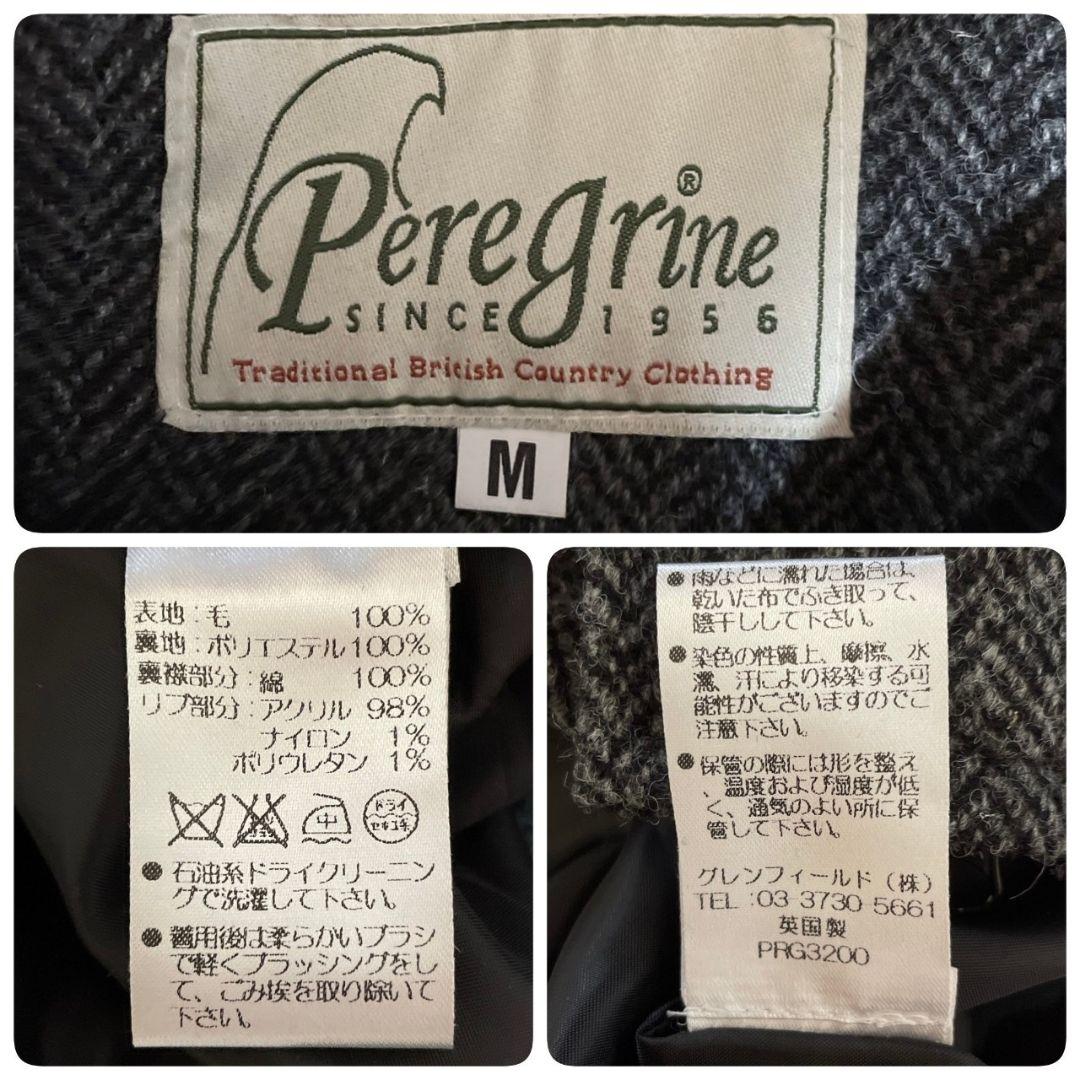 Peregrine®
SINCE 1956
Traditional British Country Clothing
M
表地:毛 100%
裏地:ポリエステル100%
裏襟部分:綿 100%
リブ部分:アクリル 98%
ナイロン 1%
ポリウレタン 1%
エンソ
サラシ
中
ドライ
セキユ系
●石油系ドライクリーニン
グで洗濯して下さい。
●着用後は柔らかいブラシ
で軽くブラッシングをし
て、ごみ埃を取り除いて
下さい。
●雨などに濡れた場合は、
乾いた布でふき取って、
陰干しして下さい。
●染色の性質上、摩擦、水
濡、汗により移染する可
能性がございますのでご
注意下さい。
●保管の際には形を整え
、温度および湿度が低
く、通気のよい所に保
管して下さい。
グレンフィールド(株)
TEL:03-3730-5661
英国製
PRG3200